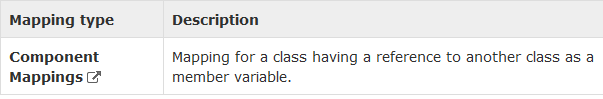 Mapping type Description
Component Mapping for a class having a reference to another class as a
Mappings member variable.